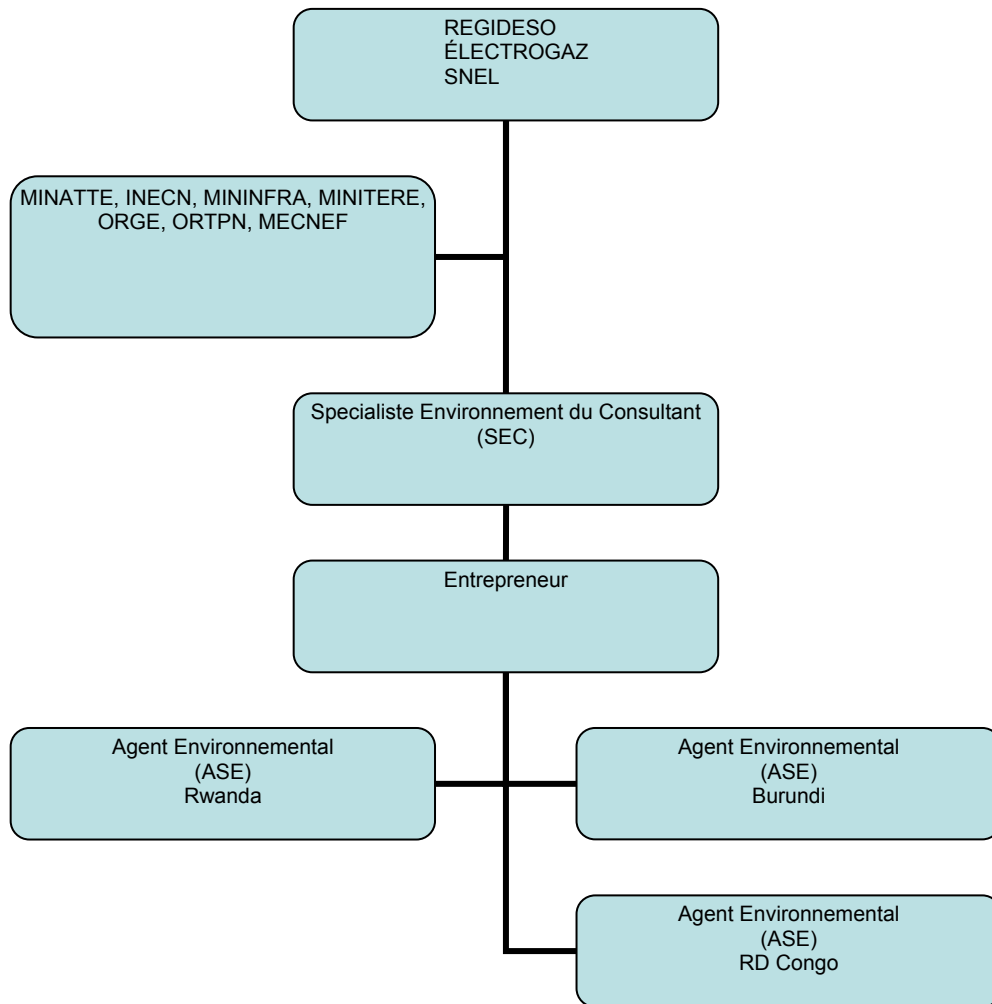 REGIDESO
ÉLECTROGAZ
SNEL
MINATTE, INECN, MININFRA, MINITERE,
ORGE, ORTPN, MECNEF
Specialiste Environnement du Consultant
(SEC)
Entrepreneur
Agent Environnemental
(ASE)
Rwanda
Agent Environnemental
(ASE)
Burundi
Agent Environnemental
(ASE)
RD Congo